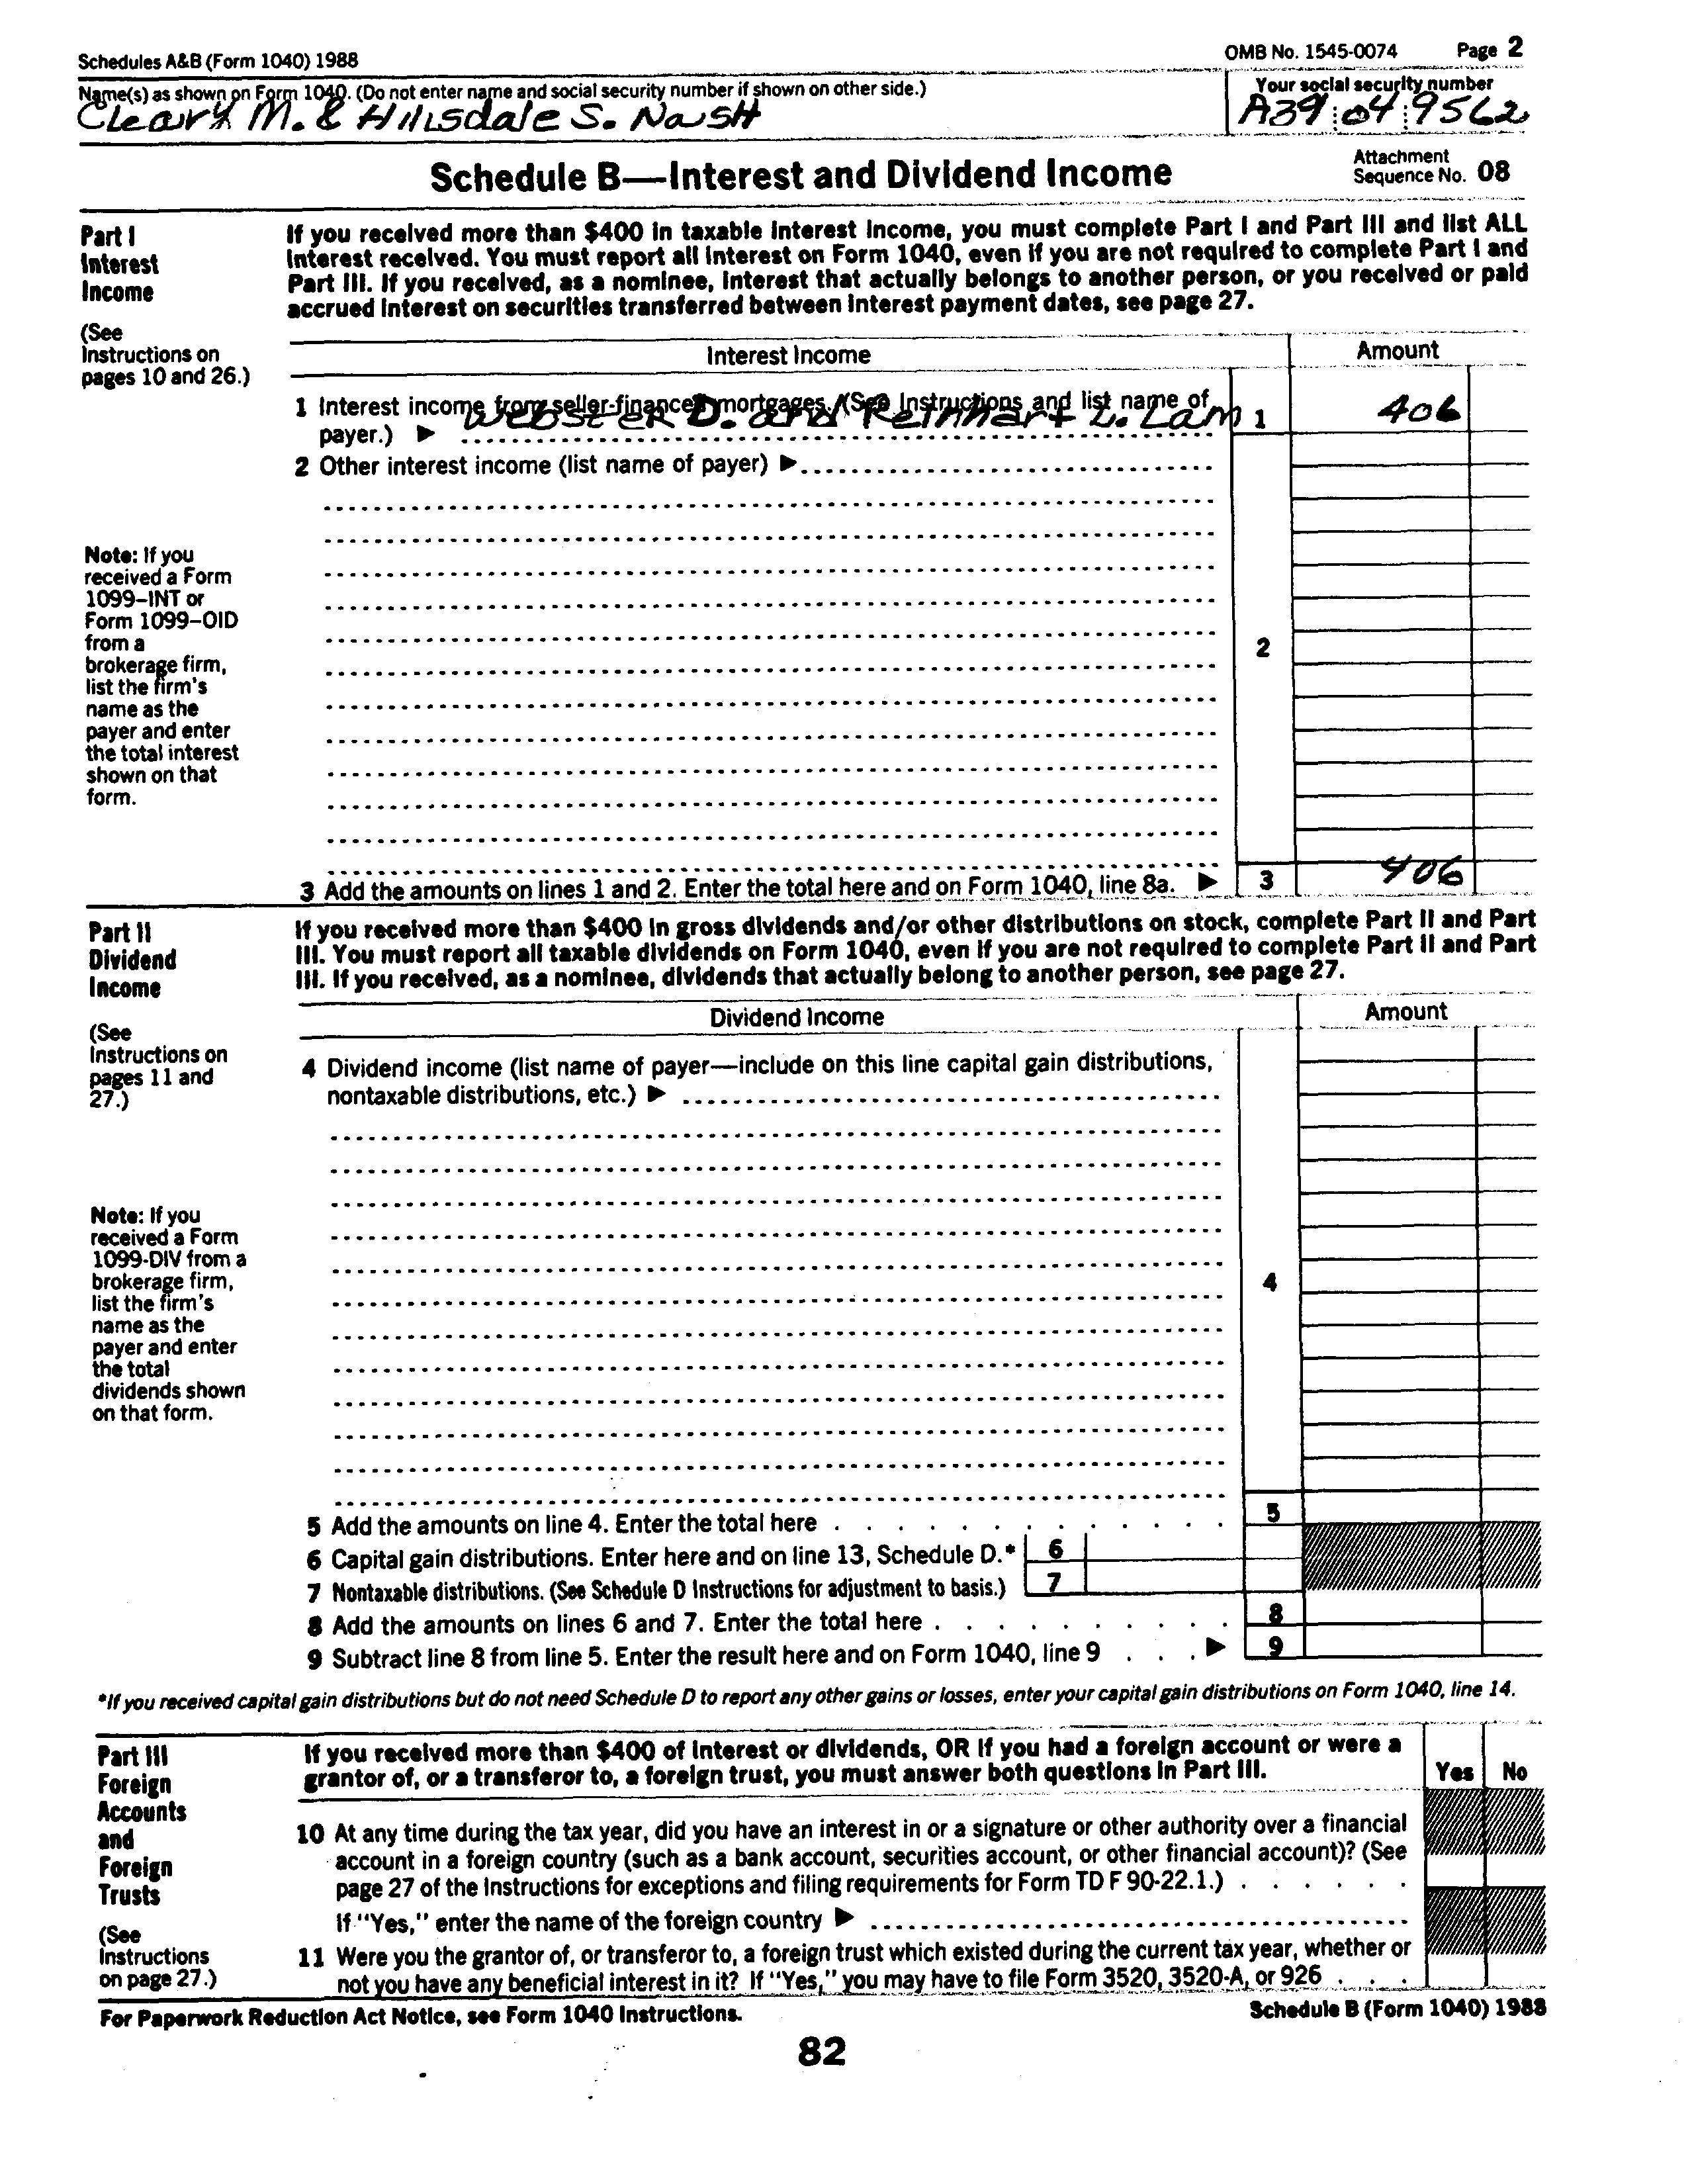 Schedules A&B (Form 1040) 1988
OMB No. 1545-0074 Page 2
Name(s) as shown on Form 1040. (Do not enter name and social security number if shown on other side.)
Your social security number
Cleary M. & Hillsdale S. Nash
A39 04 9562
Schedule B—Interest and Dividend Income
Attachment
Sequence No. 08
Part I
Interest
Income
(See
Instructions on
pages 10 and 26.)
If you received more than $400 in taxable interest income, you must complete Part I and Part III and list ALL
interest received. You must report all interest on Form 1040, even if you are not required to complete Part I and
Part III. If you received, as a nominee, interest that actually belongs to another person, or you received or paid
accrued interest on securities transferred between interest payment dates, see page 27.
Interest Income
Amount
1 Interest income from seller-financed mortgages. (See Instructions and list name of
payer.) ▶ Webster D. and Reinhart L. Lam 1 406
2 Other interest income (list name of payer) ▶
Note: If you
received a Form
1099–INT or
Form 1099–OID
from a
brokerage firm,
list the firm's
name as the
payer and enter
the total interest
shown on that
form.
2
3 Add the amounts on lines 1 and 2. Enter the total here and on Form 1040, line 8a. ▶ 3 406
Part II
Dividend
Income
(See
Instructions on
pages 11 and
27.)
If you received more than $400 in gross dividends and/or other distributions on stock, complete Part II and Part
III. You must report all taxable dividends on Form 1040, even if you are not required to complete Part II and Part
III. If you received, as a nominee, dividends that actually belong to another person, see page 27.
Dividend Income
Amount
4 Dividend income (list name of payer—include on this line capital gain distributions,
nontaxable distributions, etc.) ▶
Note: If you
received a Form
1099-DIV from a
brokerage firm,
list the firm's
name as the
payer and enter
the total
dividends shown
on that form.
4
5 Add the amounts on line 4. Enter the total here . . . . . . . . . . . . . 5
6 Capital gain distributions. Enter here and on line 13, Schedule D.* 6
7 Nontaxable distributions. (See Schedule D Instructions for adjustment to basis.) 7
8 Add the amounts on lines 6 and 7. Enter the total here . . . . . . . . . . 8
9 Subtract line 8 from line 5. Enter the result here and on Form 1040, line 9 . . . ▶ 9
*If you received capital gain distributions but do not need Schedule D to report any other gains or losses, enter your capital gain distributions on Form 1040, line 14.
Part III
Foreign
Accounts
and
Foreign
Trusts
(See
Instructions
on page 27.)
If you received more than $400 of interest or dividends, OR if you had a foreign account or were a
grantor of, or a transferor to, a foreign trust, you must answer both questions in Part III.
Yes No
10 At any time during the tax year, did you have an interest in or a signature or other authority over a financial
account in a foreign country (such as a bank account, securities account, or other financial account)? (See
page 27 of the Instructions for exceptions and filing requirements for Form TD F 90-22.1.) . . . . . .
If "Yes," enter the name of the foreign country ▶
11 Were you the grantor of, or transferor to, a foreign trust which existed during the current tax year, whether or
not you have any beneficial interest in it? If "Yes," you may have to file Form 3520, 3520-A, or 926 . . .
For Paperwork Reduction Act Notice, see Form 1040 Instructions.
Schedule B (Form 1040) 1988
82